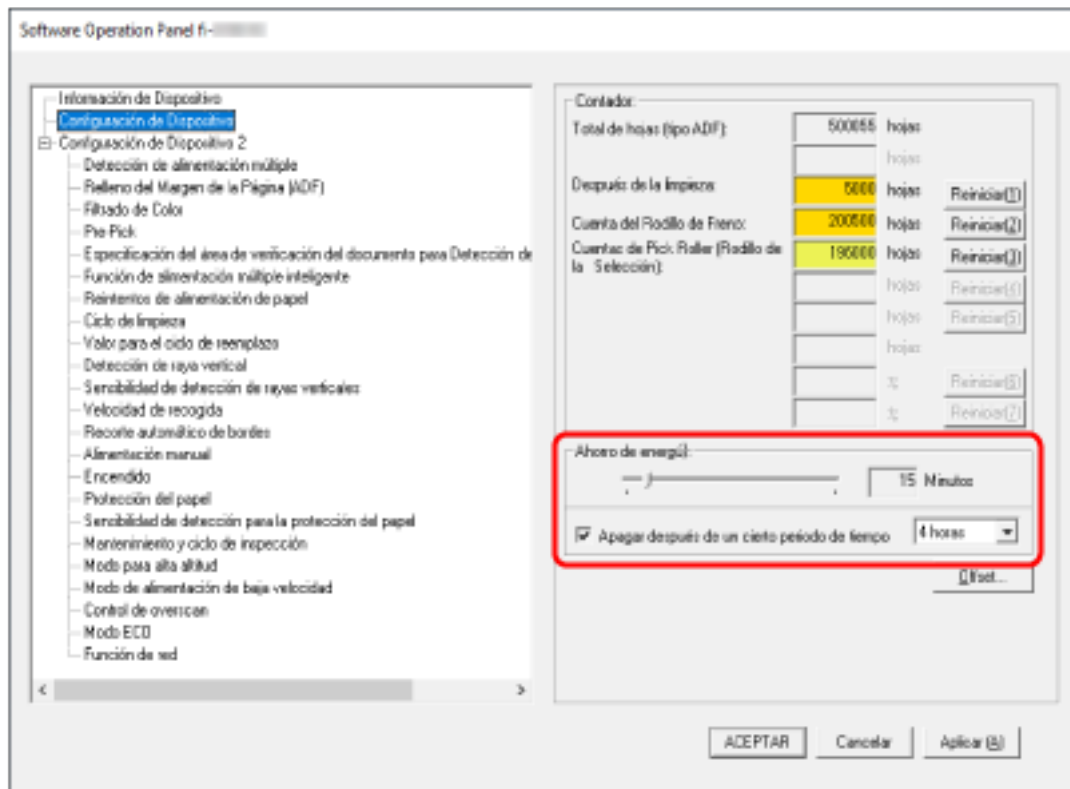 Software Operation Panel fi-
Información de Dispositivo
Configuración de Dispositivo
Configuración de Dispositivo 2
Detección de alimentación múltiple
Relleno del Margen de la Página (ADF)
Filtrado de Color
Pre-Pick
Especificación del área de verificación del documento para Detección de
Función de alimentación múltiple inteligente
Reintentos de alimentación de papel
Ciclo de limpieza
Valor para el ciclo de reemplazo
Detección de raya vertical
Sensibilidad de detección de rayas verticales
Velocidad de recogida
Recorte automático de bordes
Alimentación manual
Encendido
Protección del papel
Sensibilidad de detección para la protección del papel
Mantenimiento y ciclo de inspección
Modo para alta altitud
Modo de alimentación de baja velocidad
Control de overscan
Modo ECO
Función de red
Contador:
Total de hojas (tipo ADF): 500055 hojas
hojas
Después de la limpieza: 5000 hojas Reiniciar(1)
Cuenta del Rodillo de Freno: 200500 hojas Reiniciar(2)
Cuentas de Pick Roller (Rodillo de 195000 hojas Reiniciar(3)
la Selección):
hojas Reiniciar(4)
hojas Reiniciar(5)
hojas
% Reiniciar(6)
% Reiniciar(7)
Ahorro de energí]:
15 Minutos
Apagar después de un cierto periodo de tiempo 4 horas
Offset...
ACEPTAR Cancelar Aplicar (A)